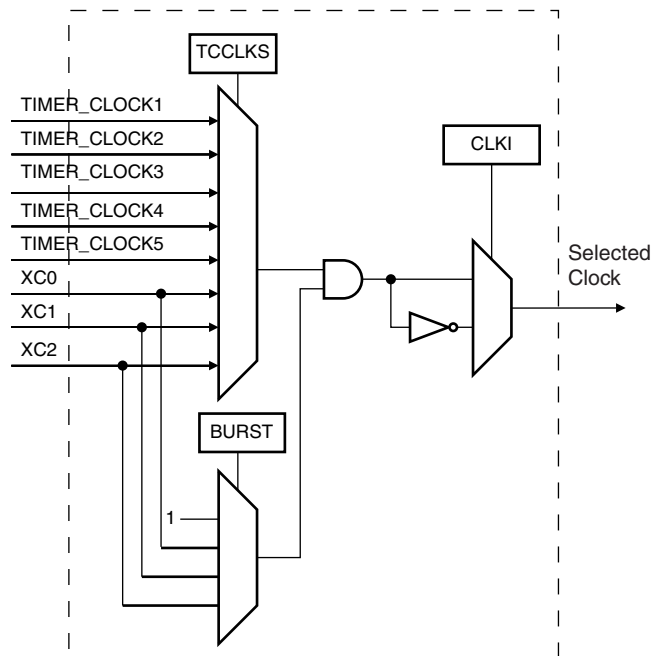 TCCLKS
TIMER_CLOCK1
TIMER_CLOCK2
TIMER_CLOCK3
TIMER_CLOCK4
TIMER_CLOCK5
XC0
XC1
XC2
CLKI
Selected
Clock
BURST
1